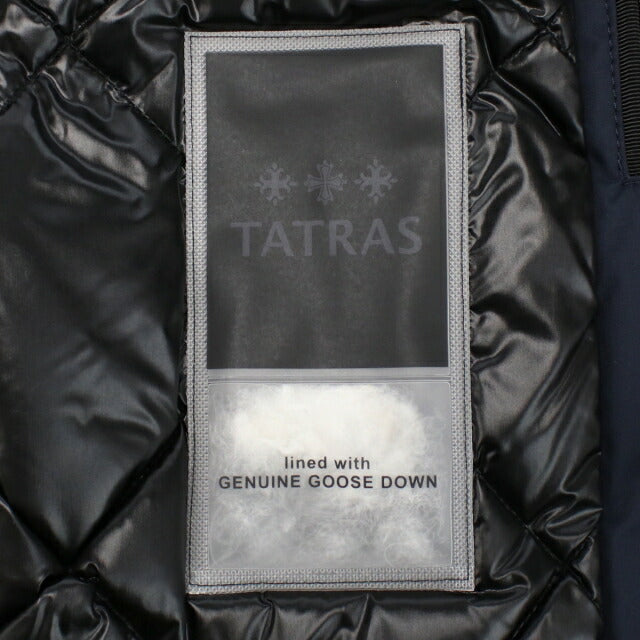 TATRAS
lined with
GENUINE GOOSE DOWN